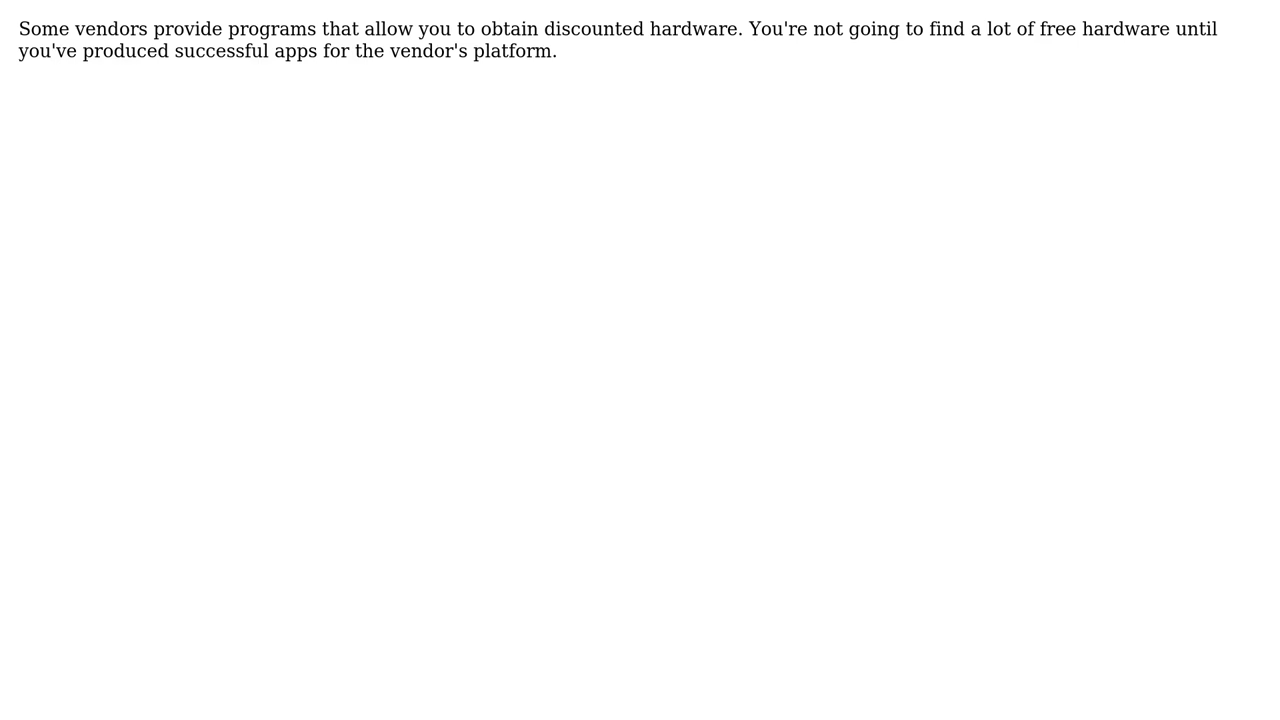 Some vendors provide programs that allow you to obtain discounted hardware. You're not going to find a lot of free hardware until
you've produced successful apps for the vendor's platform.